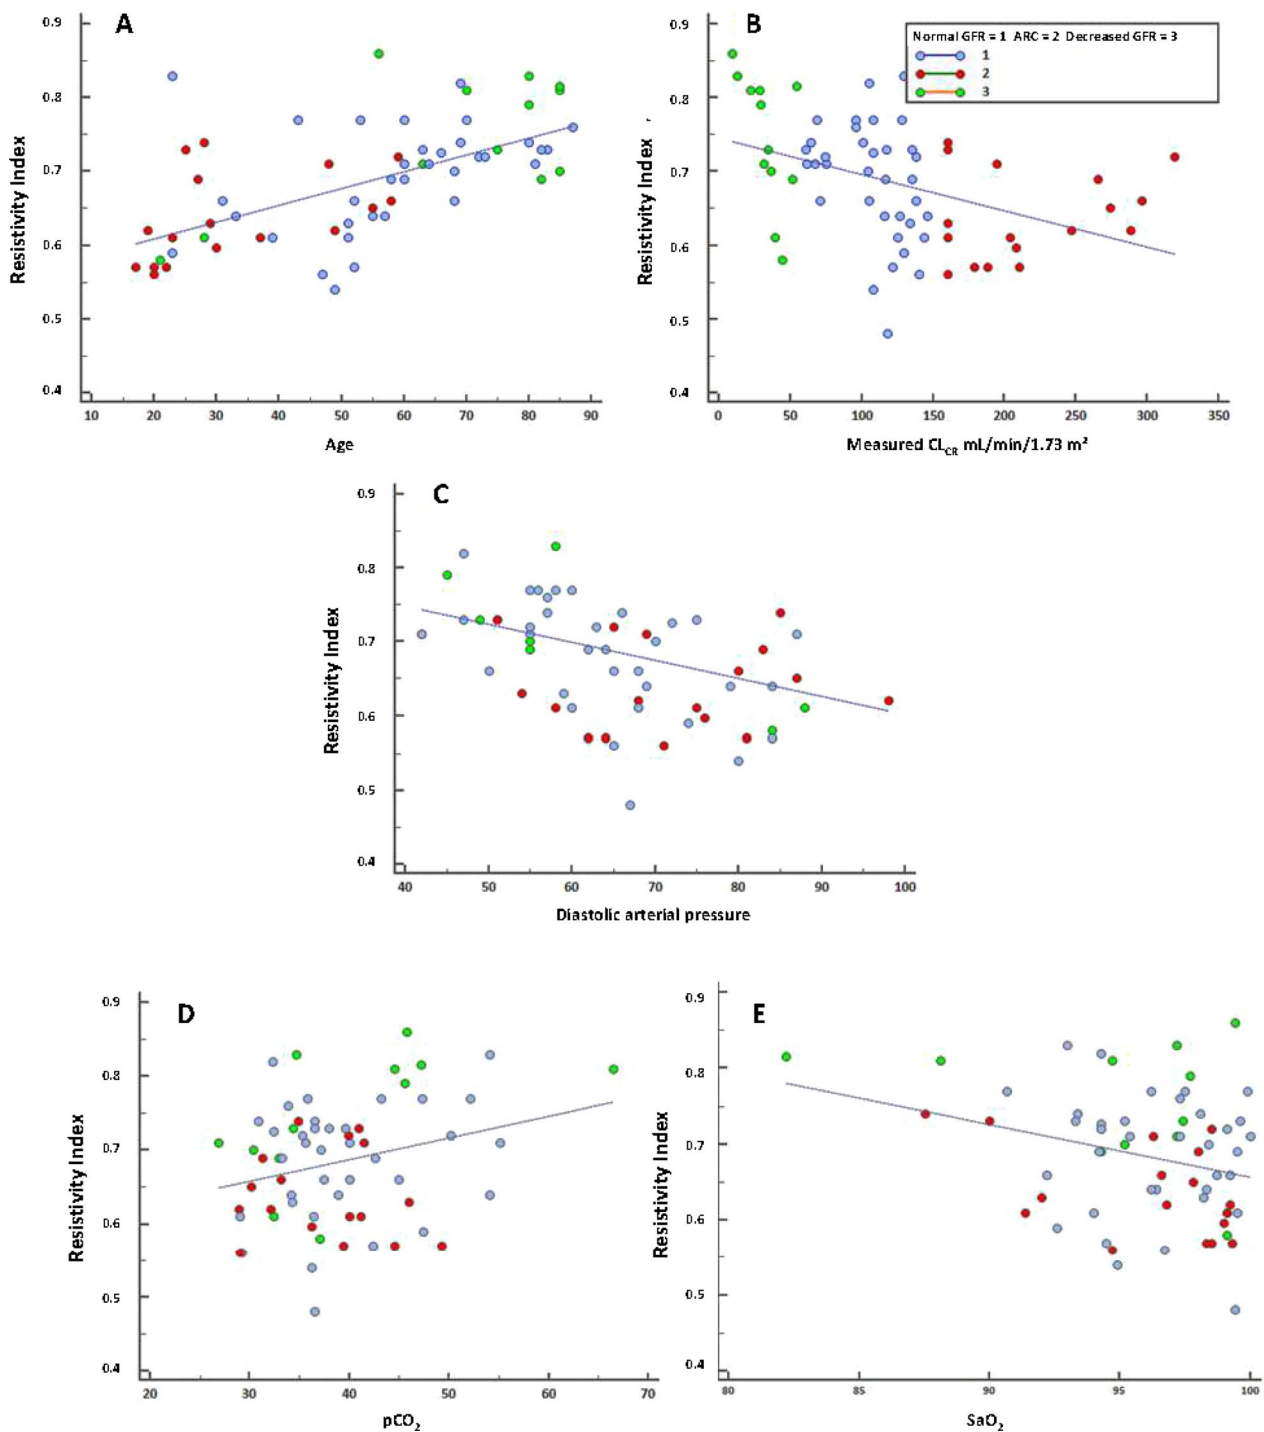 A
0.9
0.8
0.7
0.6
0.5
0.4
Resistivity Index
10 20 30 40 50 60 70 80 90
Age
B
Normal GFR = 1 ARC = 2 Decreased GFR = 3
1
2
3
0.9
0.8
0.7
0.6
0.5
0.4
Resistivity Index
0 50 100 150 200 250 300 350
Measured CLCR mL/min/1.73 m²
C
0.9
0.8
0.7
0.6
0.5
0.4
Resistivity Index
40 50 60 70 80 90 100
Diastolic arterial pressure
D
0.9
0.8
0.7
0.6
0.5
0.4
Resistivity Index
20 30 40 50 60 70
pCO2
E
0.9
0.8
0.7
0.6
0.5
0.4
Resistivity Index
80 85 90 95 100
SaO2